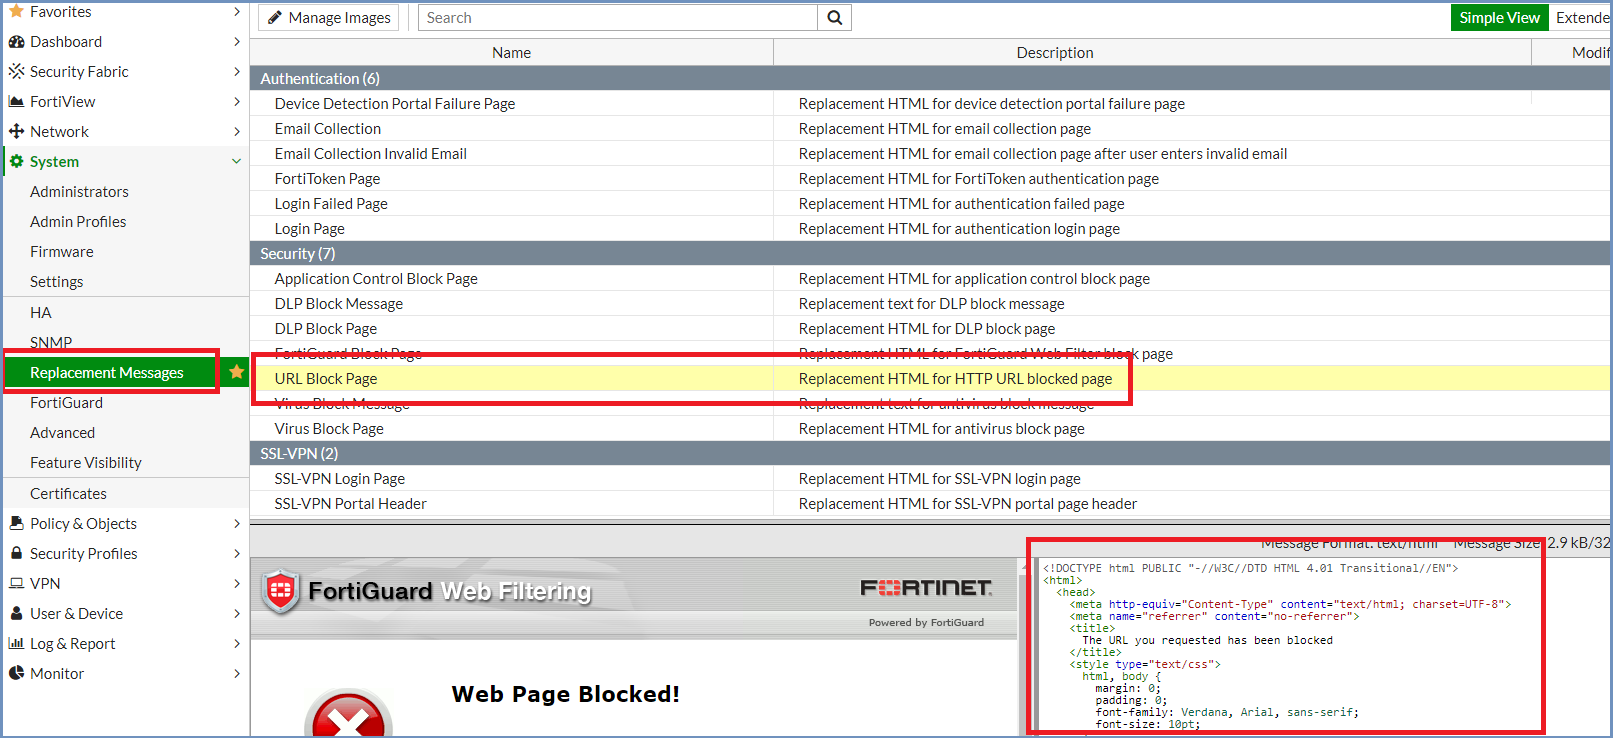 Favorites
Dashboard
Security Fabric
FortiView
Network
System
Administrators
Admin Profiles
Firmware
Settings
HA
SNMP
Replacement Messages
FortiGuard
Advanced
Feature Visibility
Certificates
Policy & Objects
Security Profiles
VPN
User & Device
Log & Report
Monitor
Manage Images Search Simple View Extende
Name Description Modif
Authentication (6)
Device Detection Portal Failure Page Replacement HTML for device detection portal failure page
Email Collection Replacement HTML for email collection page
Email Collection Invalid Email Replacement HTML for email collection page after user enters invalid email
FortiToken Page Replacement HTML for FortiToken authentication page
Login Failed Page Replacement HTML for authentication failed page
Login Page Replacement HTML for authentication login page
Security (7)
Application Control Block Page Replacement HTML for application control block page
DLP Block Message Replacement text for DLP block message
DLP Block Page Replacement HTML for DLP block page
FortiGuard Block Page Replacement HTML for FortiGuard Web Filter block page
URL Block Page Replacement HTML for HTTP URL blocked page
Virus Block Message Replacement text for antivirus block message
Virus Block Page Replacement HTML for antivirus block page
SSL-VPN (2)
SSL-VPN Login Page Replacement HTML for SSL-VPN login page
SSL-VPN Portal Header Replacement HTML for SSL-VPN portal page header
Message Format: text/html Message Size: 2.9 kB/32
FortiGuard Web Filtering
FORTINET
Powered by FortiGuard
Web Page Blocked!
<!DOCTYPE html PUBLIC "-//W3C//DTD HTML 4.01 Transitional//EN">
<html>
<head>
<meta http-equiv="Content-Type" content="text/html; charset=UTF-8">
<meta name="referrer" content="no-referrer">
<title>
The URL you requested has been blocked
</title>
<style type="text/css">
html, body {
margin: 0;
padding: 0;
font-family: Verdana, Arial, sans-serif;
font-size: 10pt;